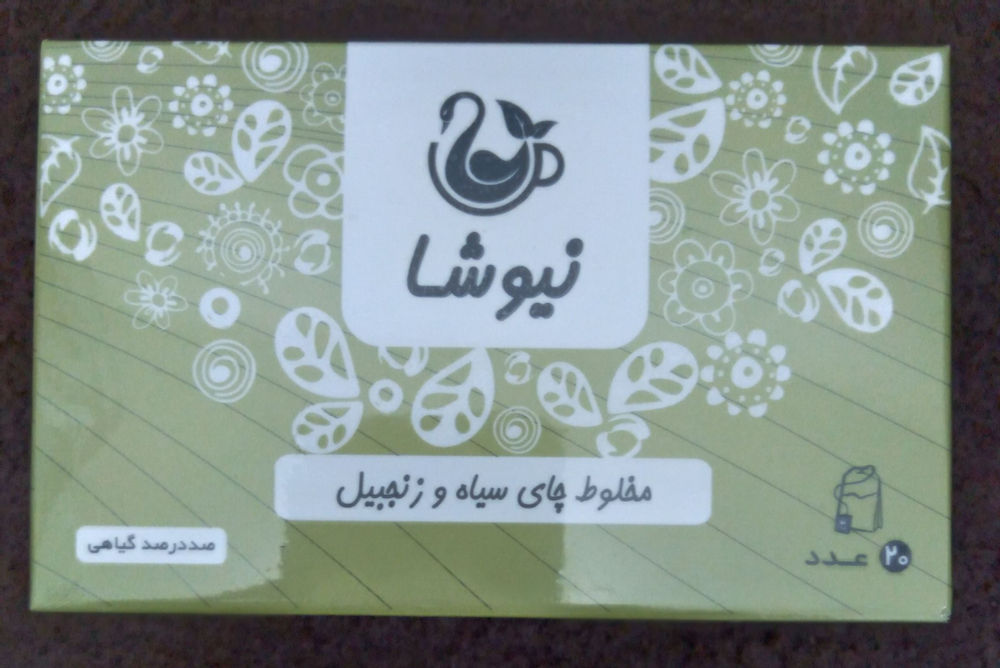 نیوشا
مخلوط چای سیاه و زنجبیل
۲۰ عدد
صددرصد گیاهی